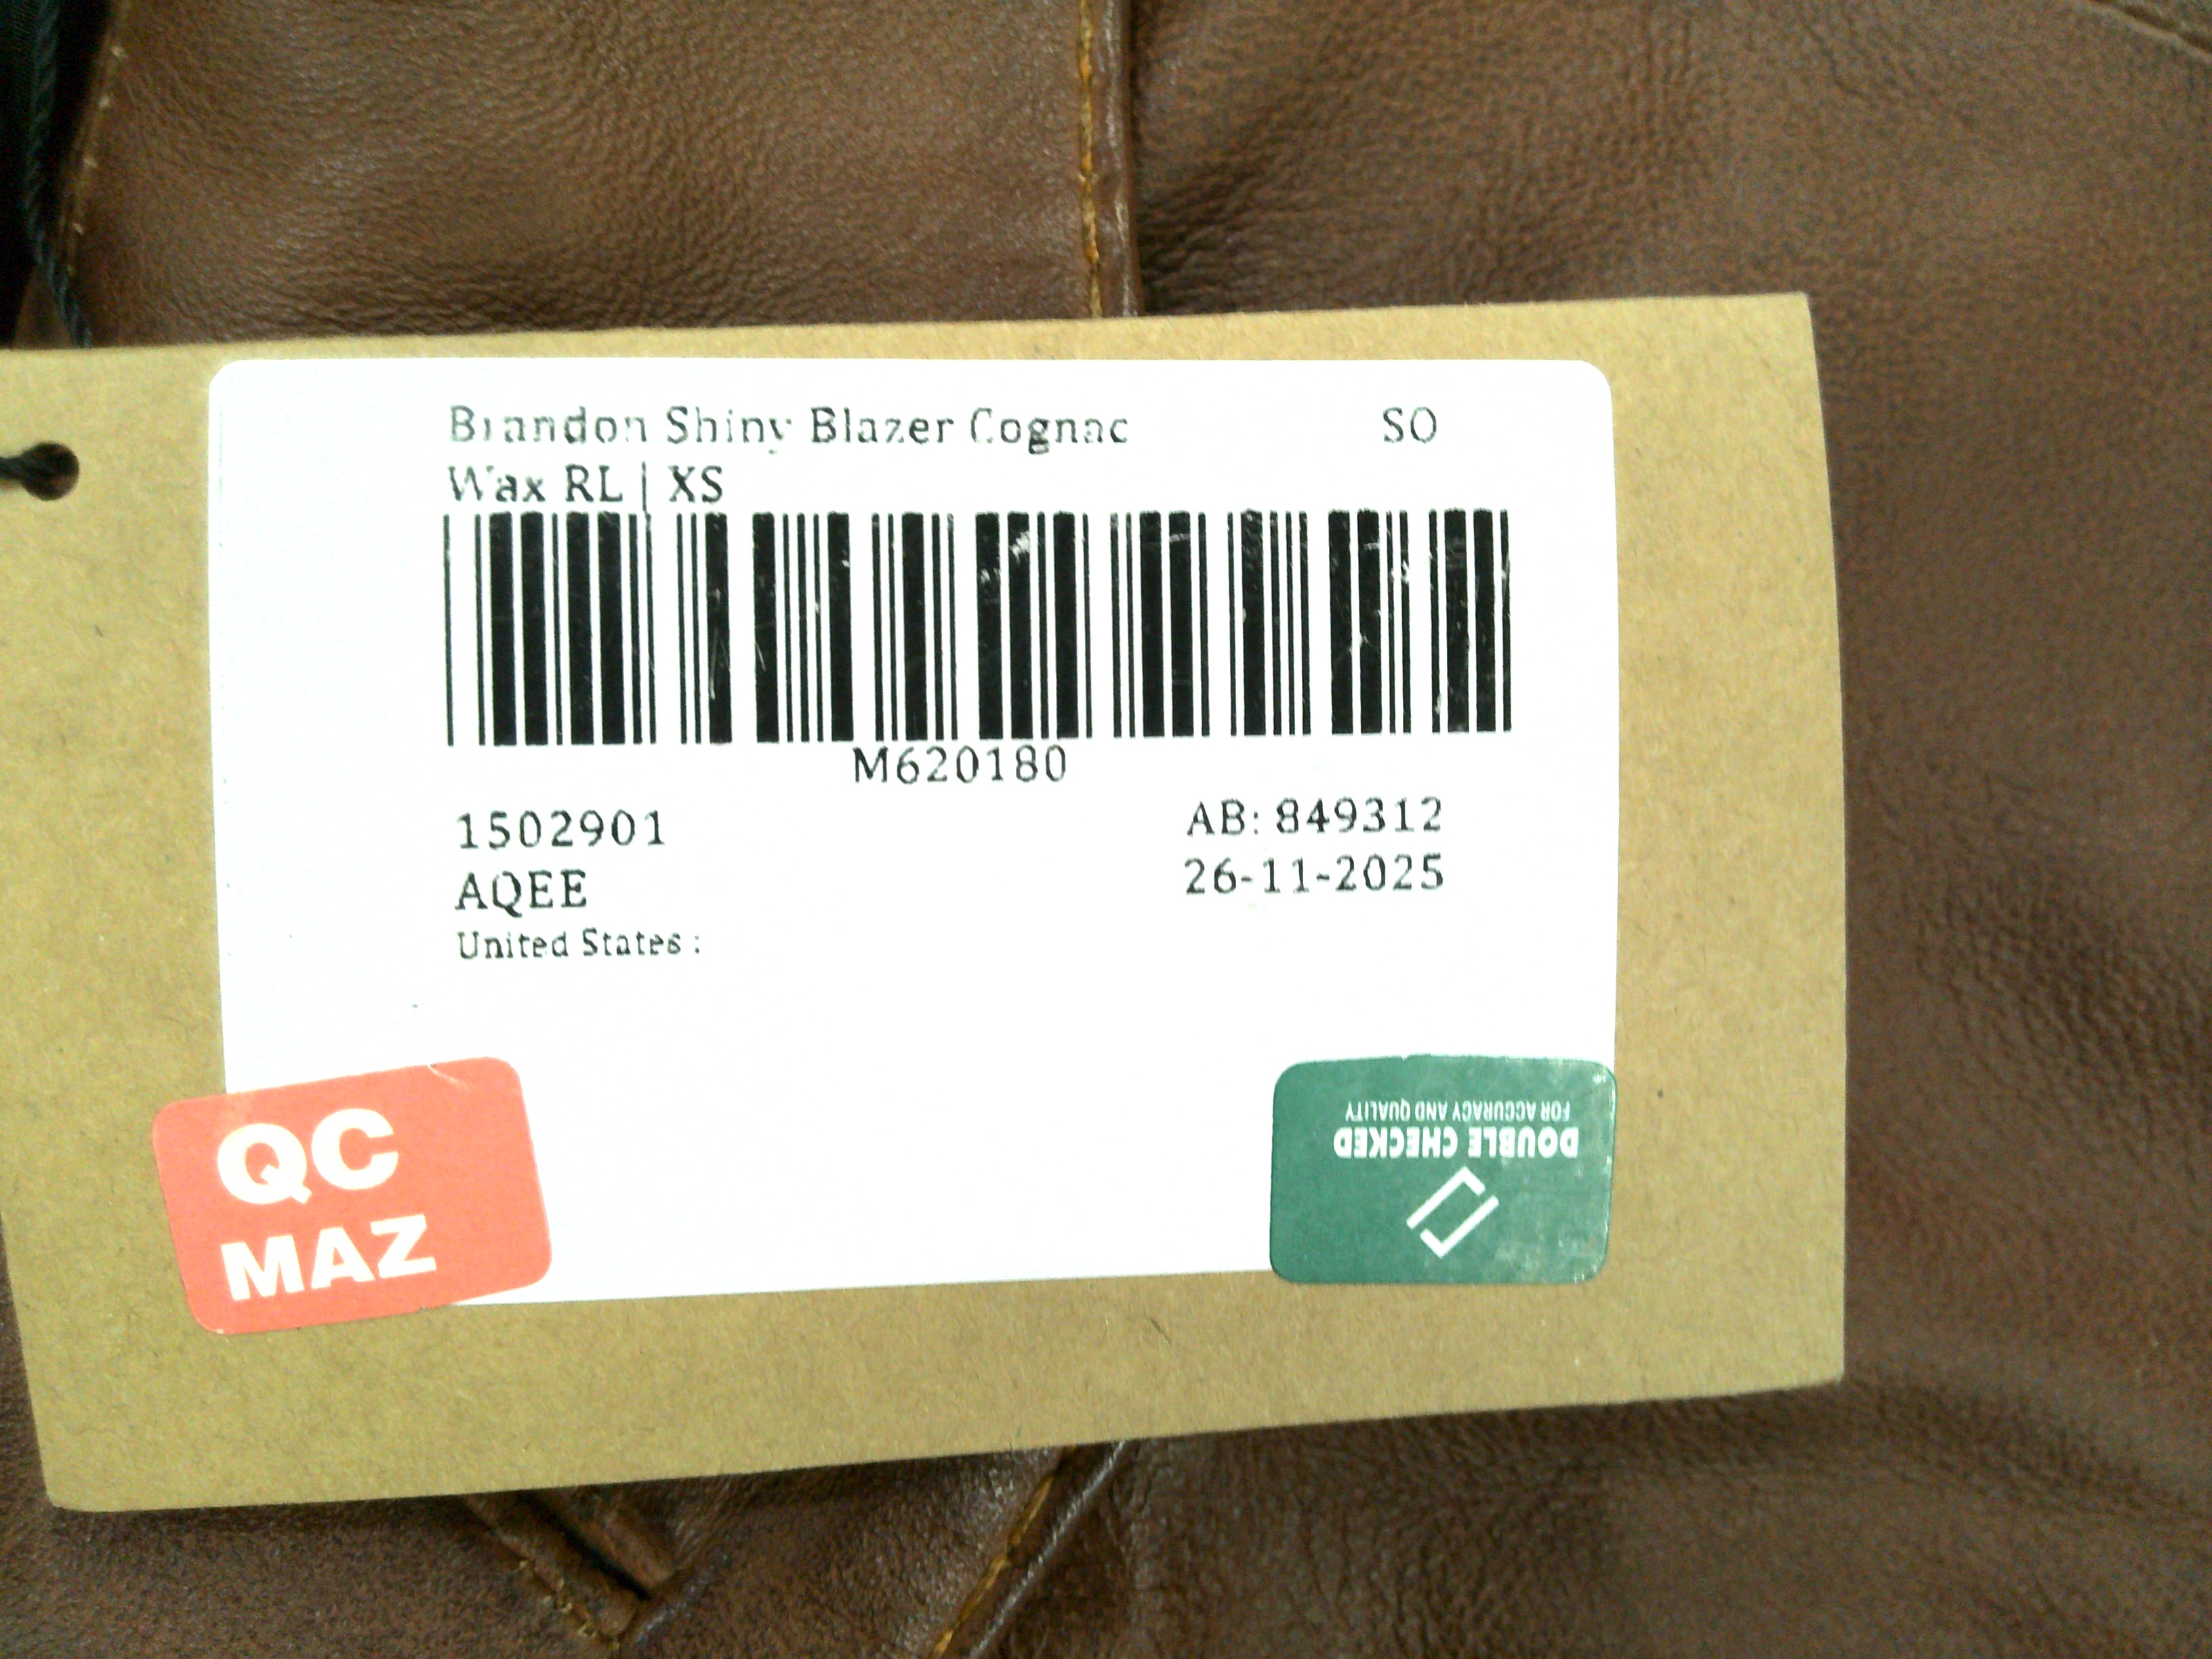 Brandon Shiny Blazer Cognac SO
Wax RL | XS
M620180
1502901 AB: 849312
AQEE 26-11-2025
United States :
QC
MAZ
DOUBLE CHECKED
FOR ACCURACY AND QUALITY